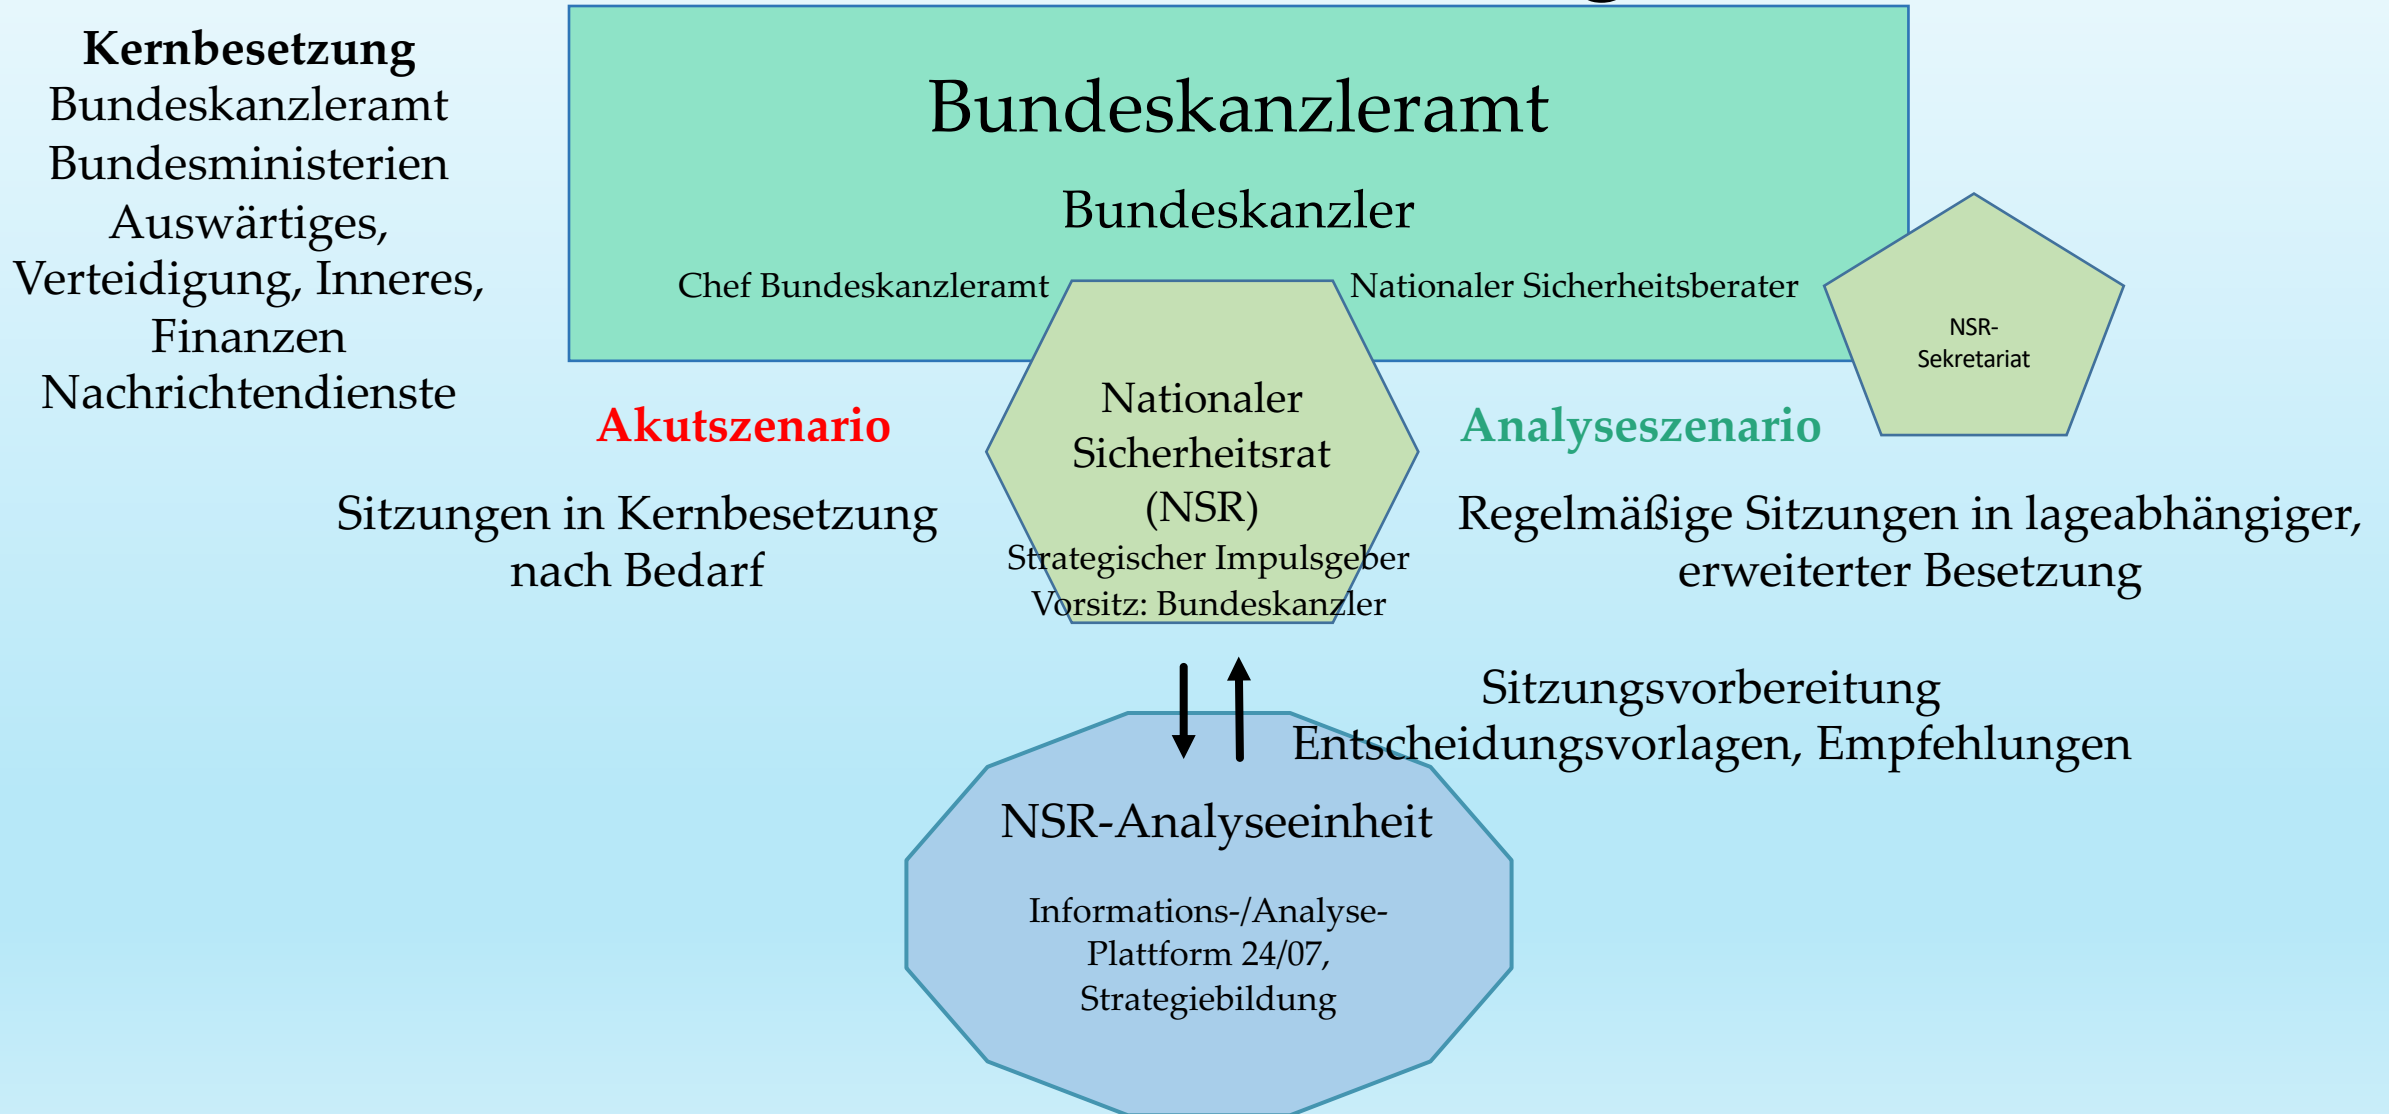 Kernbesetzung
Bundeskanzleramt
Bundesministerien
Auswärtiges,
Verteidigung, Inneres,
Finanzen
Nachrichtendienste
Bundeskanzleramt
Bundeskanzler
Chef Bundeskanzleramt
Nationaler Sicherheitsberater
NSR-
Sekretariat
Akutszenario
Sitzungen in Kernbesetzung
nach Bedarf
Nationaler
Sicherheitsrat
(NSR)
Strategischer Impulsgeber
Vorsitz: Bundeskanzler
Analyseszenario
Regelmäßige Sitzungen in lageabhängiger,
erweiterter Besetzung
Sitzungsvorbereitung
Entscheidungsvorlagen, Empfehlungen
NSR-Analyseeinheit
Informations-/Analyse-
Plattform 24/07,
Strategiebildung